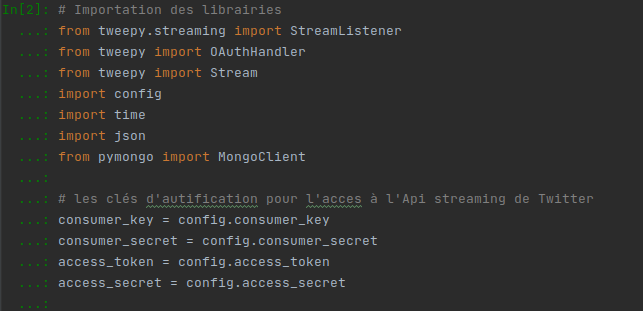 In[2]: # Importation des librairies
...: from tweepy.streaming import StreamListener
...: from tweepy import OAuthHandler
...: from tweepy import Stream
...: import config
...: import time
...: import json
...: from pymongo import MongoClient
...:
...: # les clés d'autification pour l'acces à l'Api streaming de Twitter
...: consumer_key = config.consumer_key
...: consumer_secret = config.consumer_secret
...: access_token = config.access_token
...: access_secret = config.access_secret
...: